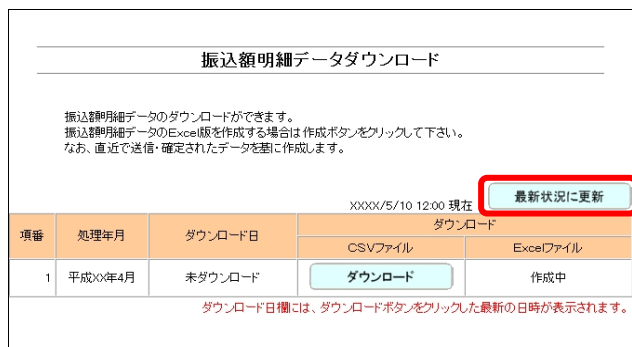 振込額明細データダウンロード
振込額明細データのダウンロードができます。
振込額明細データのExcel版を作成する場合は作成ボタンをクリックして下さい。
なお、直近で送信・確定されたデータを基に作成します。
XXXX/5/10 12:00 現在 最新状況に更新
項番 処理年月 ダウンロード日 ダウンロード
CSVファイル Excelファイル
1 平成XX年4月 未ダウンロード ダウンロード 作成中
ダウンロード日欄には、ダウンロードボタンをクリックした最新の日時が表示されます。